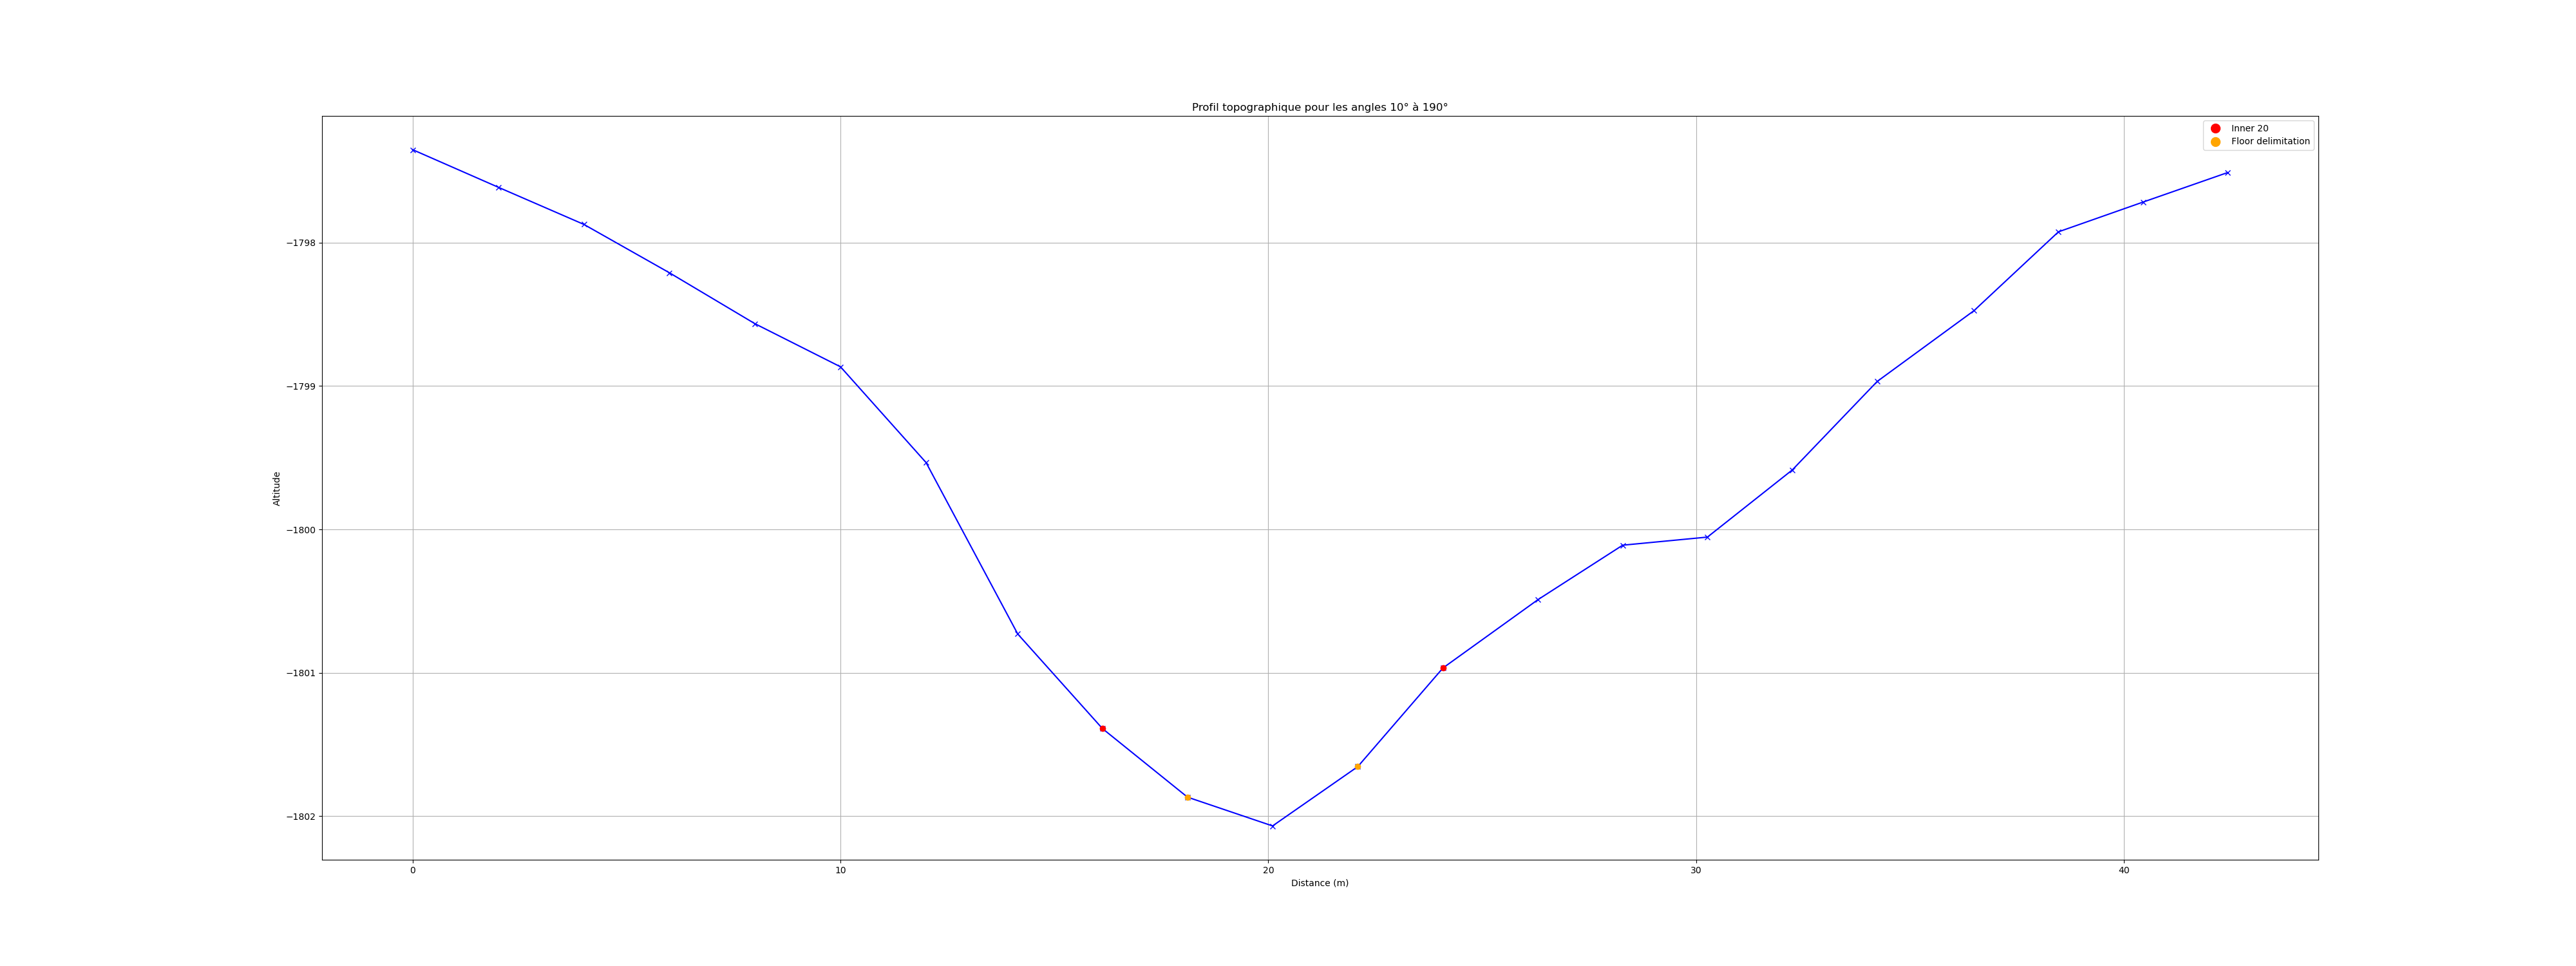 Profil topographique pour les angles 10° à 190°
Inner 20
Floor delimitation
−1798
−1799
−1800
−1801
−1802
Altitude
0 10 20 30 40
Distance (m)